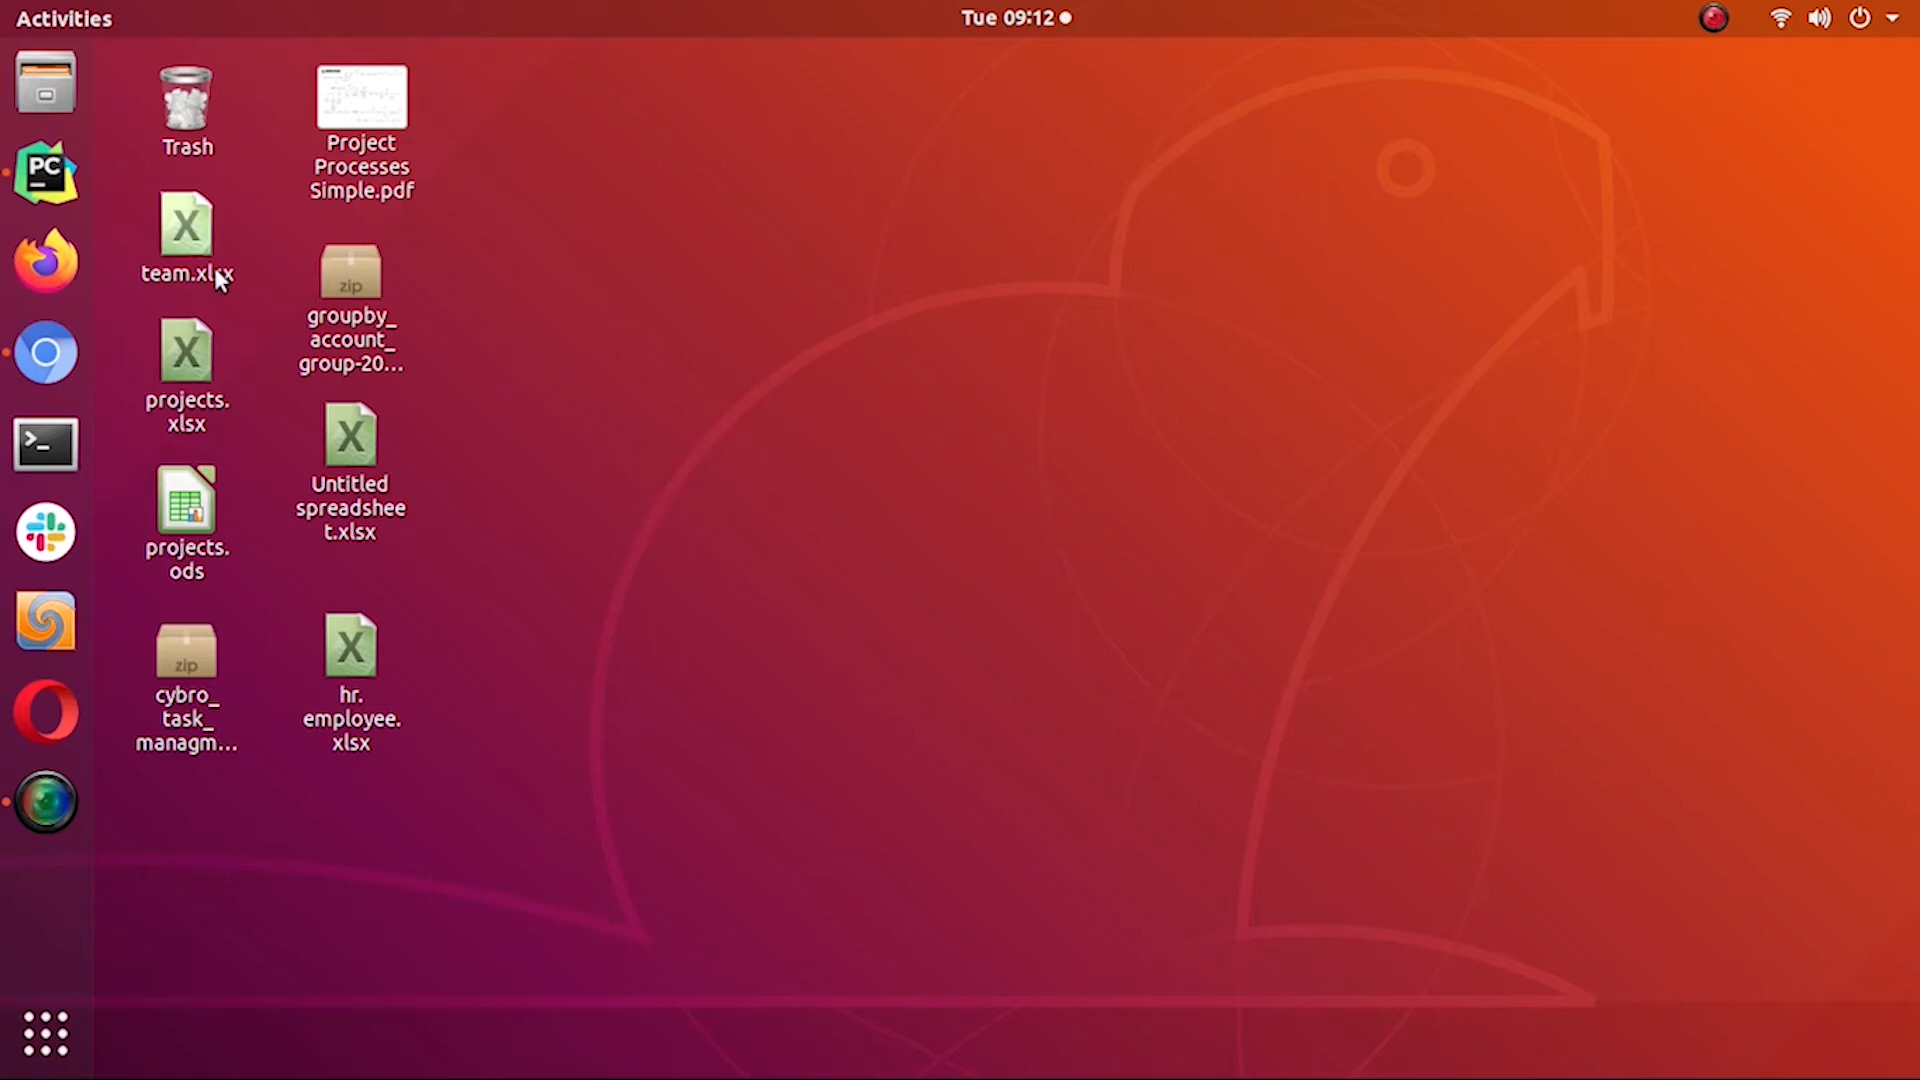 Activities
Tue 09:12
Trash
team.xlsx
projects.
xlsx
projects.
ods
zip
cybro_
task_
managm...
Project
Processes
Simple.pdf
zip
groupby_
account_
group-20...
Untitled
spreadshee
t.xlsx
hr.
employee.
xlsx
PC